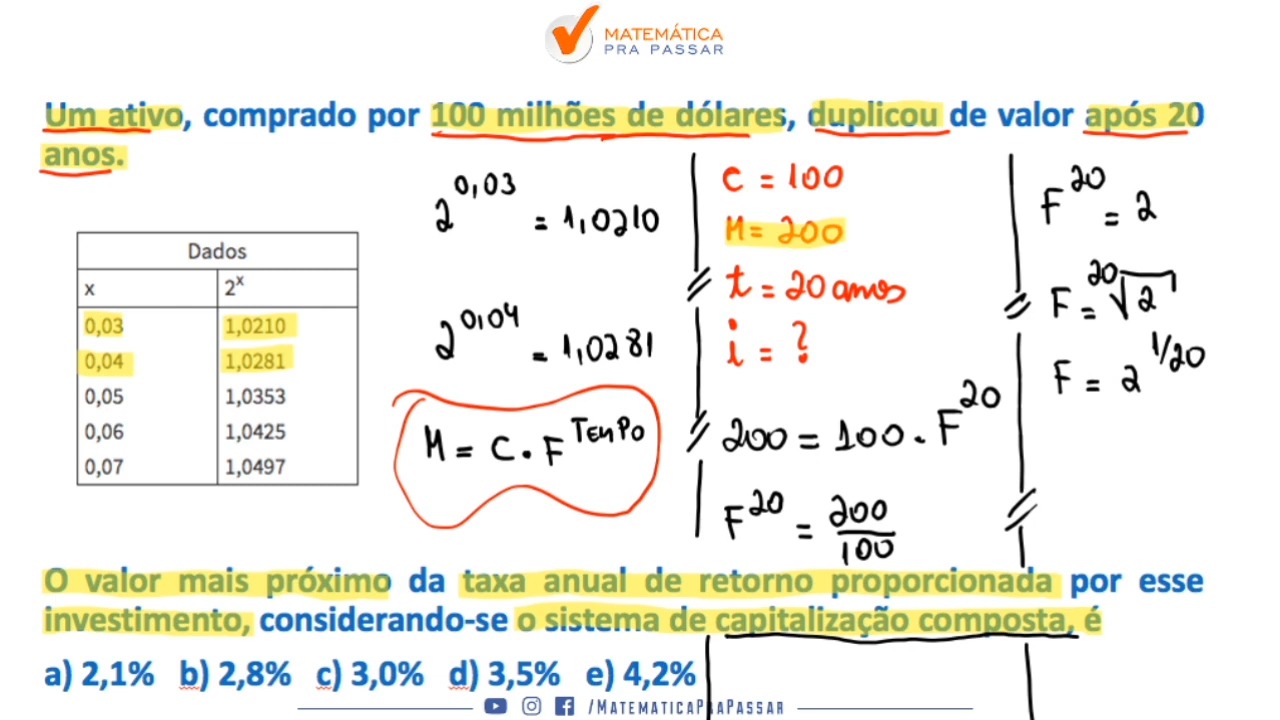 MATEMÁTICA
PRA PASSAR
Um ativo, comprado por 100 milhões de dólares, duplicou de valor após 20
anos.
Dados
x 2^x
0,03 1,0210
0,04 1,0281
0,05 1,0353
0,06 1,0425
0,07 1,0497
2^0,03 = 1,0210
2^0,04 = 1,0281
M = C . F^TEMPO
C = 100
M = 200
t = 20 anos
i = ?
200 = 100 . F^20
F^20 = 200/100
F^20 = 2
F = 20√2
F = 2^1/20
O valor mais próximo da taxa anual de retorno proporcionada por esse
investimento, considerando-se o sistema de capitalização composta, é
a) 2,1% b) 2,8% c) 3,0% d) 3,5% e) 4,2%
/MATEMATICAPRAPASSAR